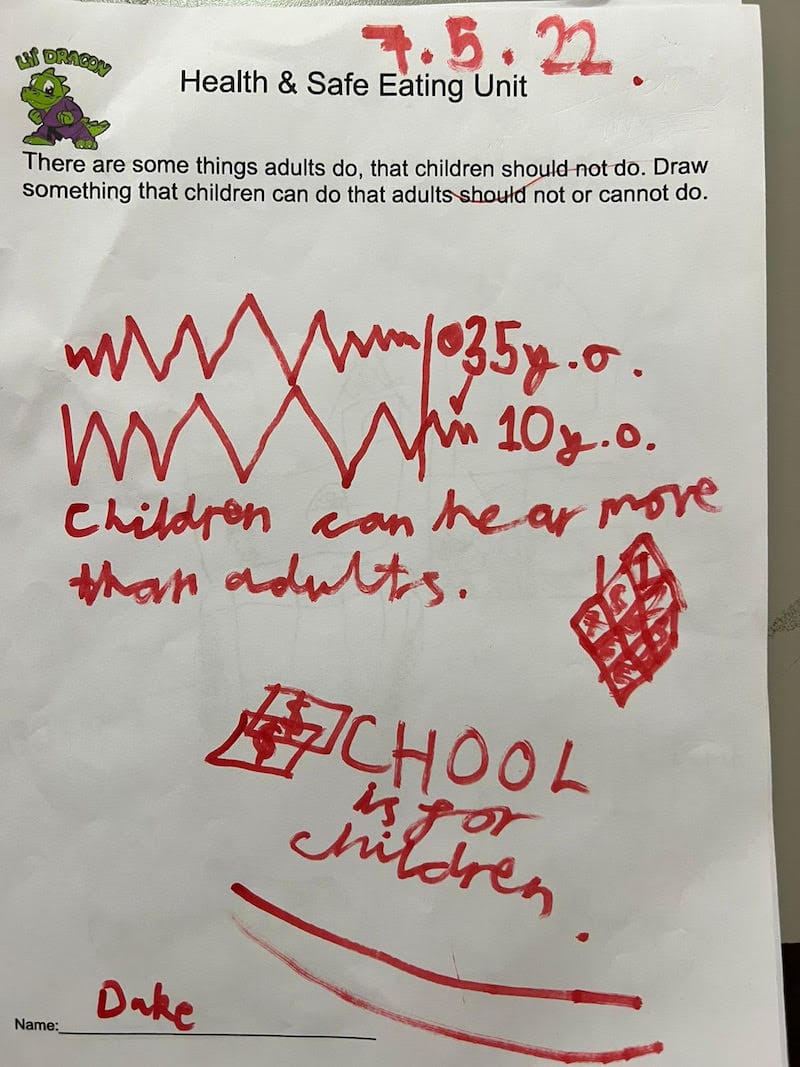 7.5.22.
LIL' DRAGON
Health & Safe Eating Unit
There are some things adults do, that children should not do. Draw
something that children can do that adults should not or cannot do.
35y.o.
10y.o.
Children can hear more
than adults.
$
$
CHOOL
is for
children.
Duke
Name: